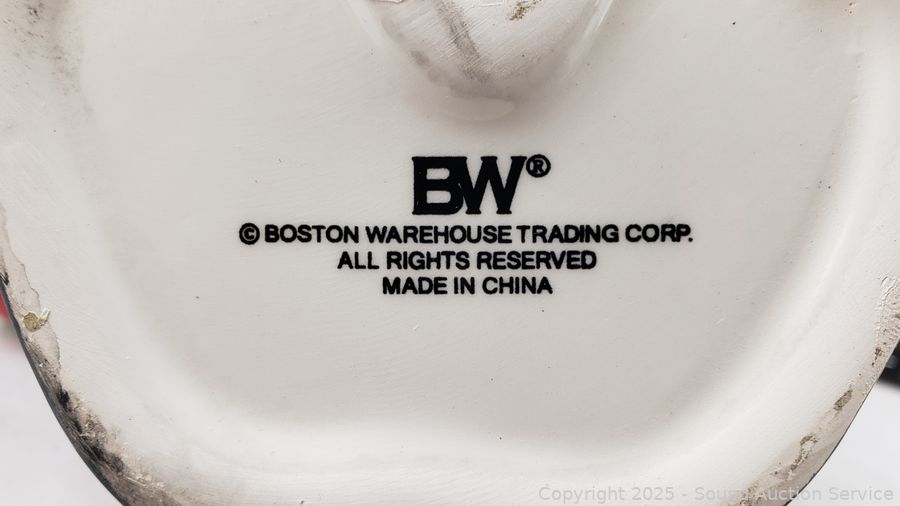 BW®
© BOSTON WAREHOUSE TRADING CORP.
ALL RIGHTS RESERVED
MADE IN CHINA
Copyright 2025 - Sound Auction Service